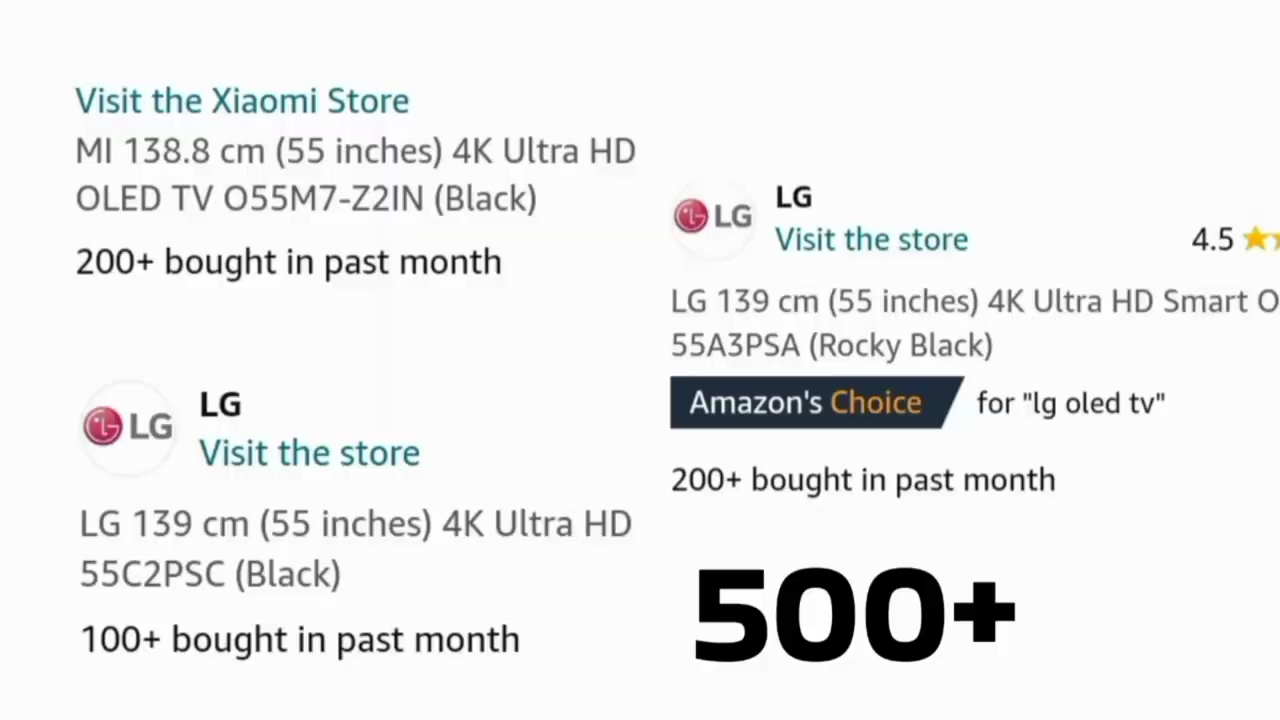 Visit the Xiaomi Store
MI 138.8 cm (55 inches) 4K Ultra HD
OLED TV O55M7-Z2IN (Black)
200+ bought in past month
LG
LG
Visit the store
LG 139 cm (55 inches) 4K Ultra HD
55C2PSC (Black)
100+ bought in past month
LG
LG
Visit the store
4.5
LG 139 cm (55 inches) 4K Ultra HD Smart O
55A3PSA (Rocky Black)
Amazon's Choice for "lg oled tv"
200+ bought in past month
500+